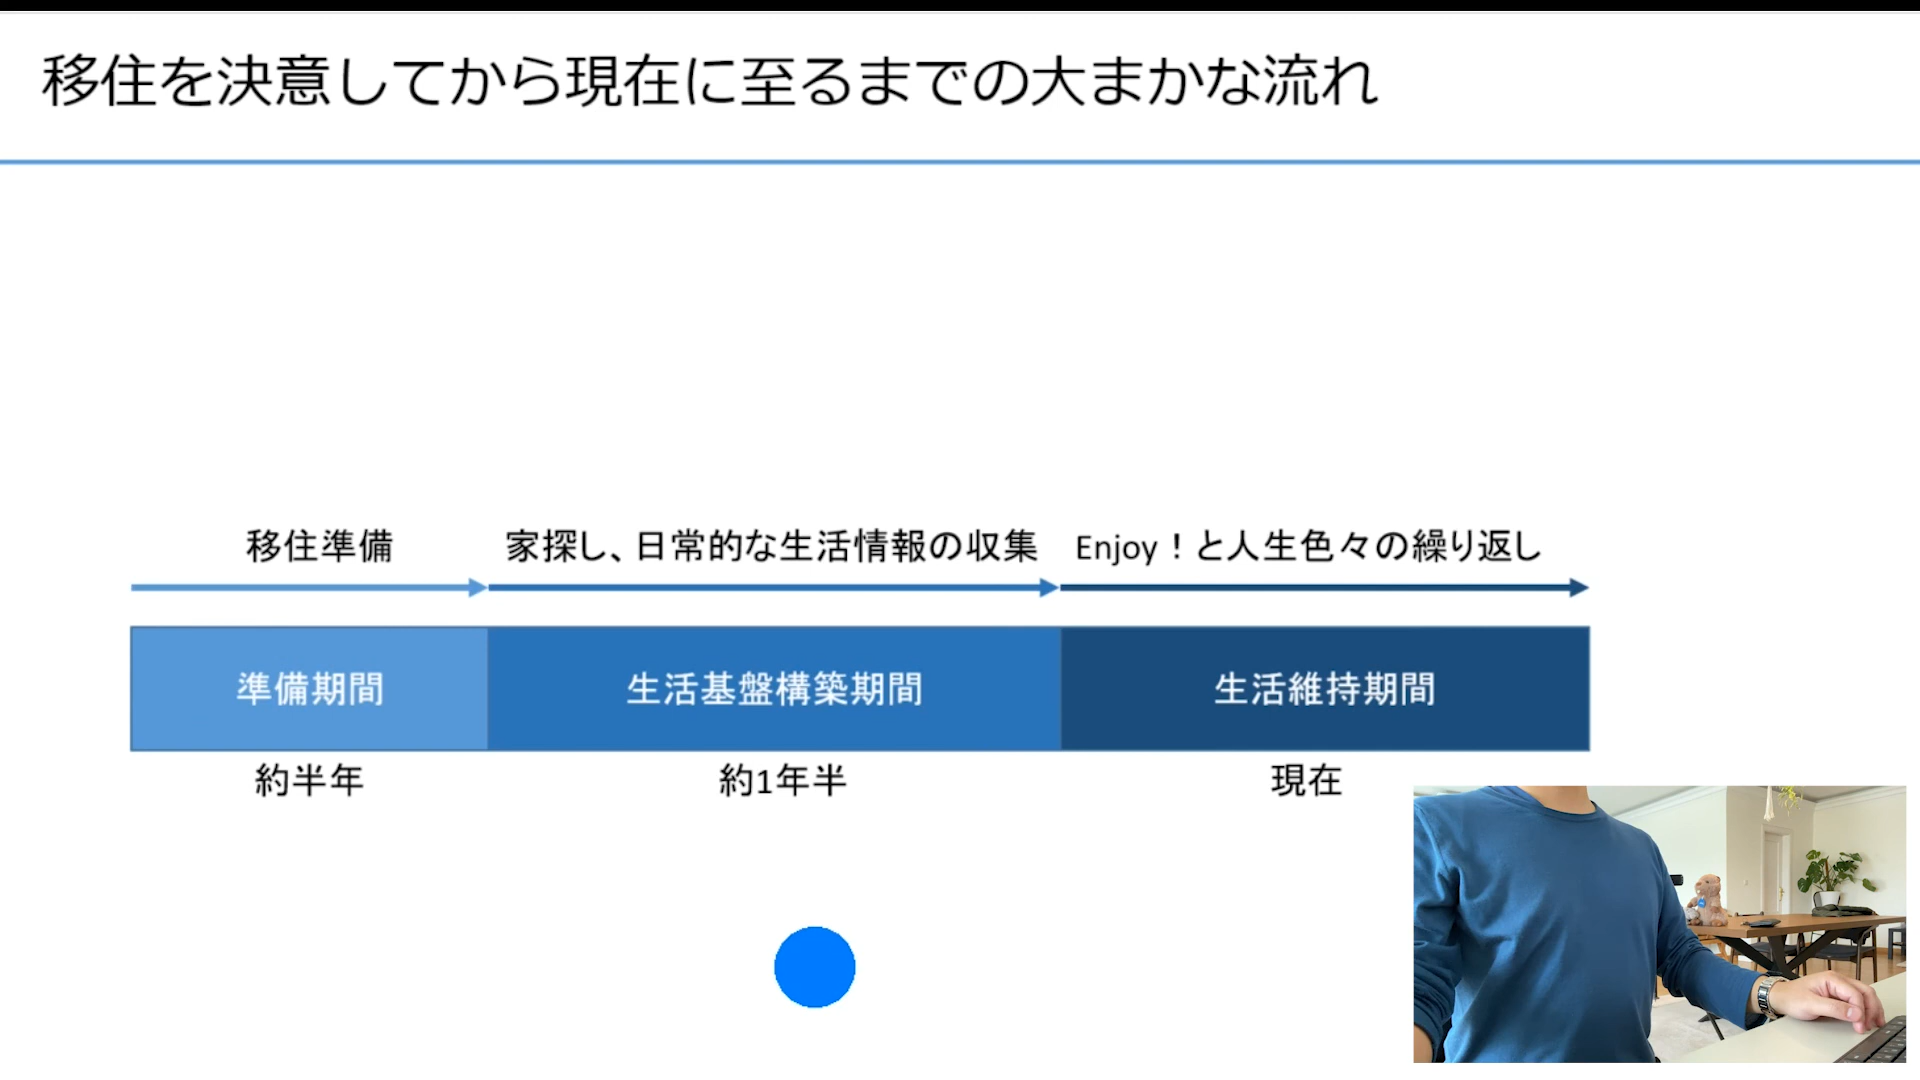 移住を決意してから現在に至るまでの大まかな流れ
移住準備
家探し、日常的な生活情報の収集
Enjoy！と人生色々の繰り返し
準備期間
生活基盤構築期間
生活維持期間
約半年
約1年半
現在